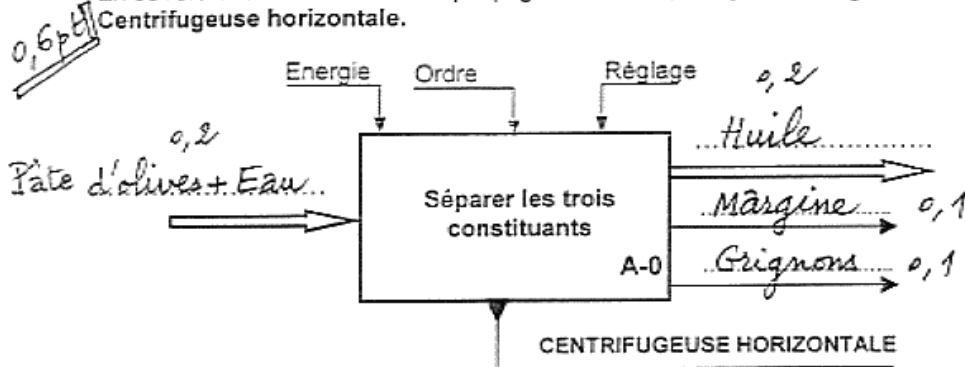 Centrifugeuse horizontale.
0,6pt
Energie Ordre Réglage
0,2
0,2
Huile
Pâte d'olives + Eau
Séparer les trois
constituants
Margine 0,1
A-0
Grignons 0,1
CENTRIFUGEUSE HORIZONTALE